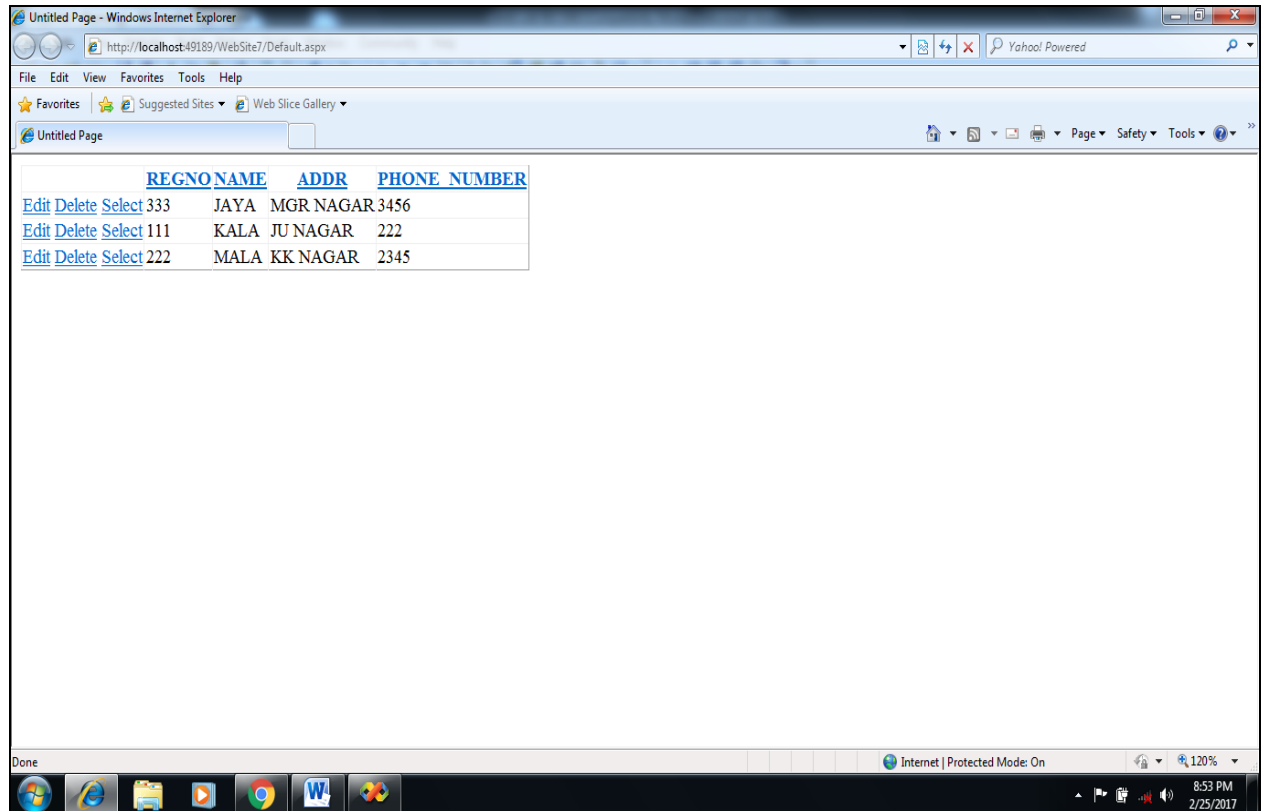 Untitled Page - Windows Internet Explorer
http://localhost:49189/WebSite7/Default.aspx
Yahoo! Powered
File Edit View Favorites Tools Help
Favorites Suggested Sites Web Slice Gallery
Untitled Page Page Safety Tools
REGNO NAME ADDR PHONE_NUMBER
Edit Delete Select 333 JAYA MGR NAGAR 3456
Edit Delete Select 111 KALA JU NAGAR 222
Edit Delete Select 222 MALA KK NAGAR 2345
Done Internet | Protected Mode: On 120%
8:53 PM
2/25/2017